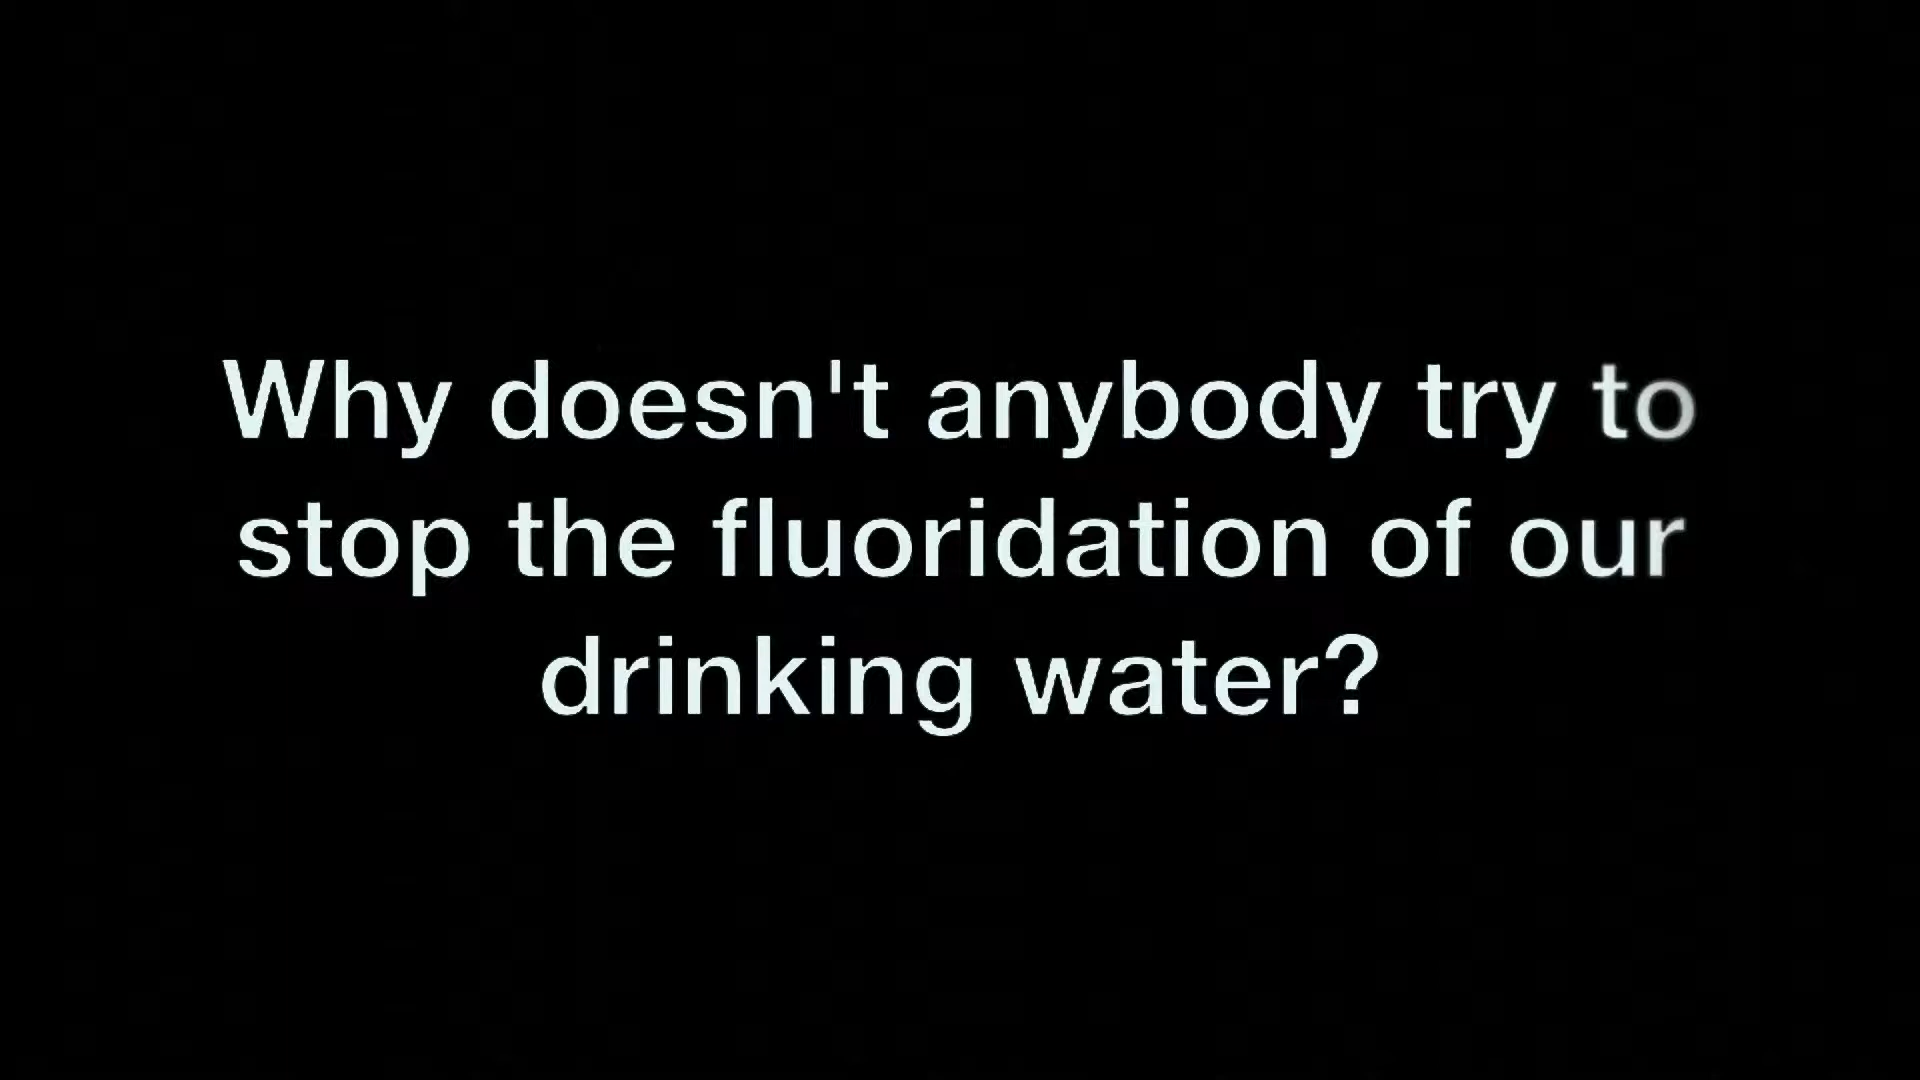 Why doesn't anybody try to
stop the fluoridation of our
drinking water?